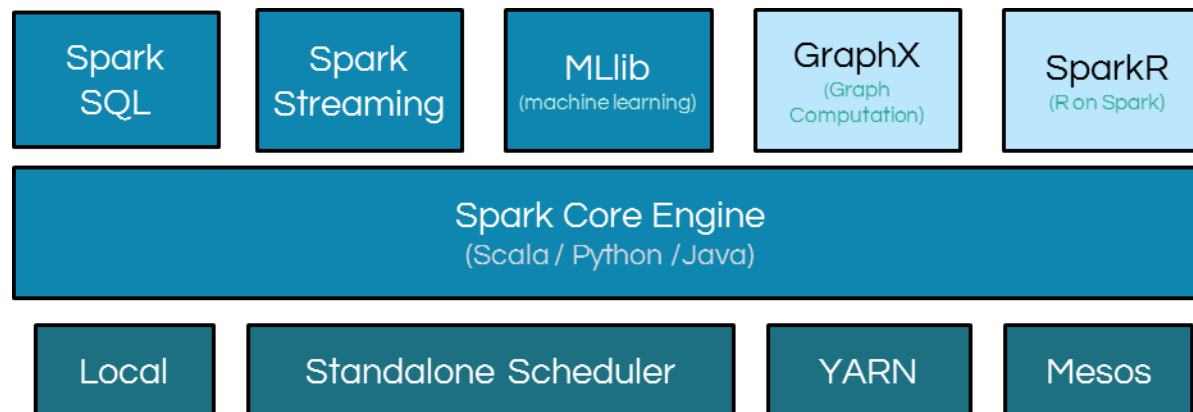 Spark
SQL
Spark
Streaming
MLlib
(machine learning)
GraphX
(Graph
Computation)
SparkR
(R on Spark)
Spark Core Engine
(Scala / Python /Java)
Local
Standalone Scheduler
YARN
Mesos